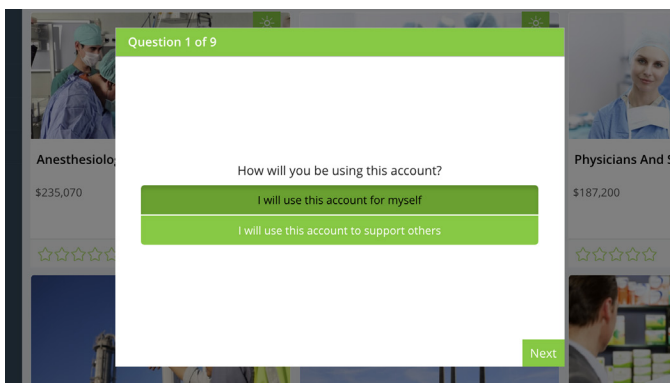 Question 1 of 9
Anesthesiolo
Physicians And
$235,070
$187,200
How will you be using this account?
I will use this account for myself
I will use this account to support others
Next